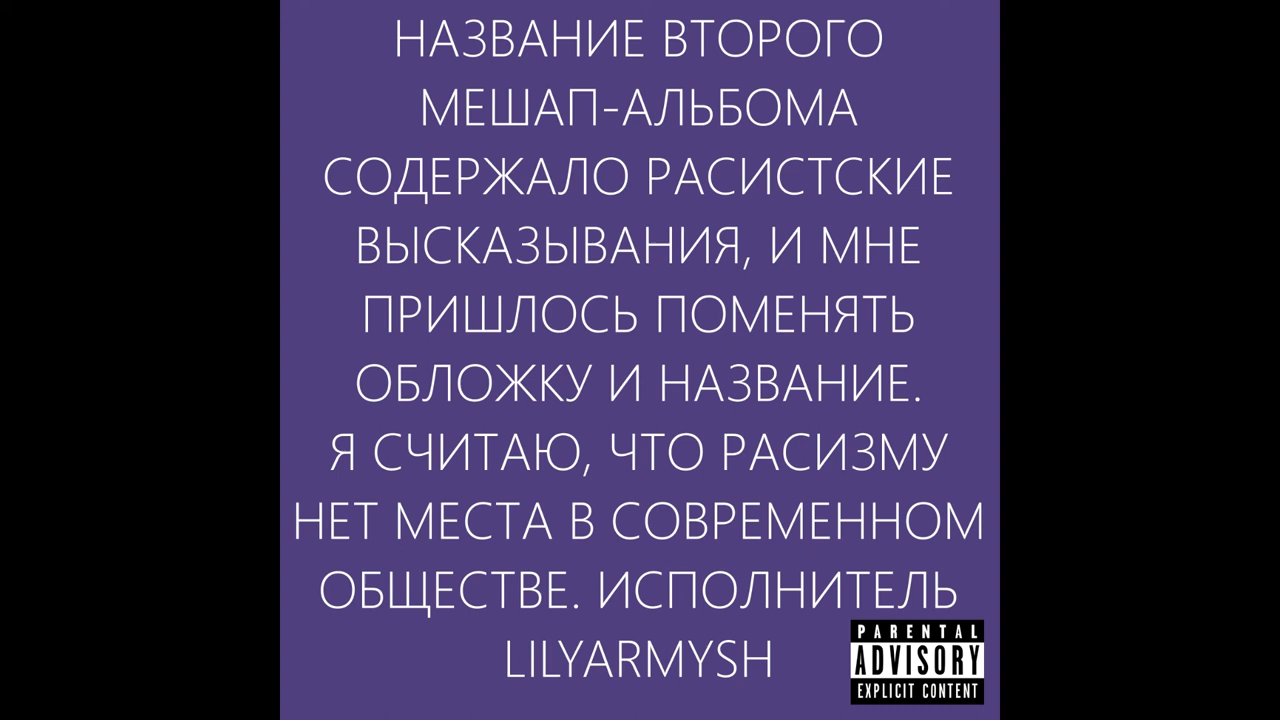 НАЗВАНИЕ ВТОРОГО
МЕШАП-АЛЬБОМА
СОДЕРЖАЛО РАСИСТСКИЕ
ВЫСКАЗЫВАНИЯ, И МНЕ
ПРИШЛОСЬ ПОМЕНЯТЬ
ОБЛОЖКУ И НАЗВАНИЕ.
Я СЧИТАЮ, ЧТО РАСИЗМУ
НЕТ МЕСТА В СОВРЕМЕННОМ
ОБЩЕСТВЕ. ИСПОЛНИТЕЛЬ
LILYARMYSH
PARENTAL
ADVISORY
EXPLICIT CONTENT